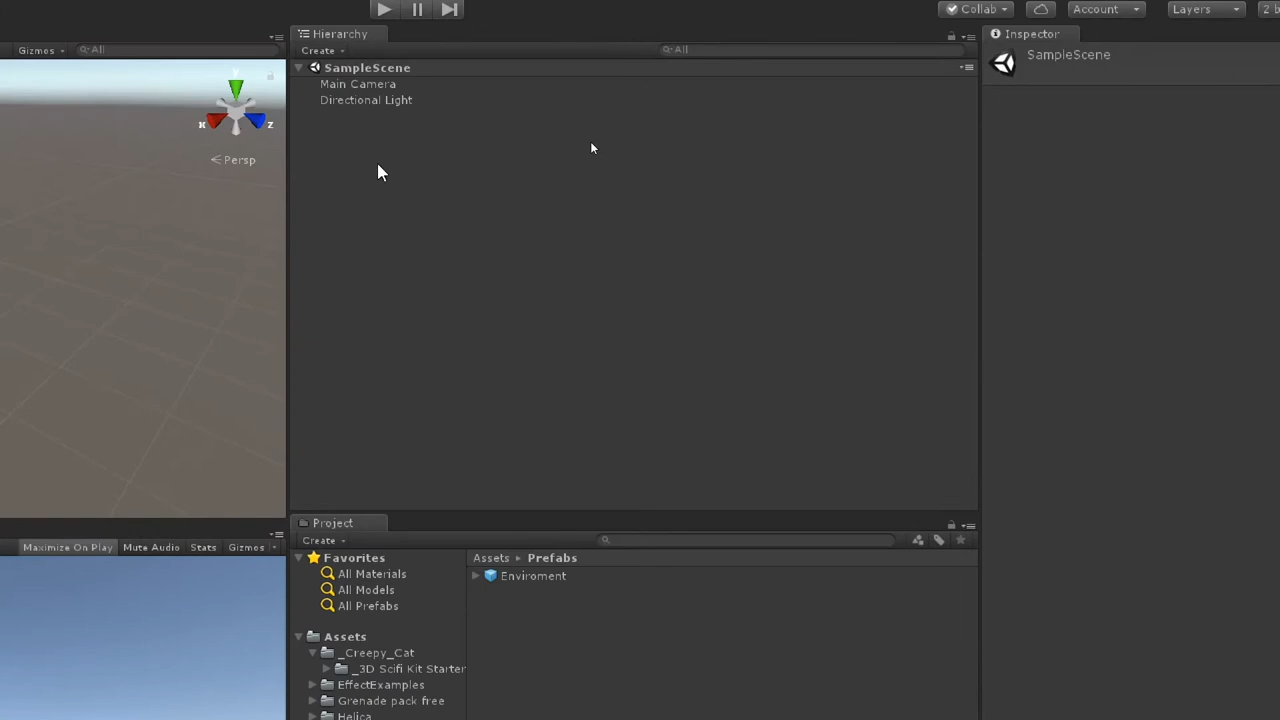 Collab Account Layers 2 b
Hierarchy Inspector
Gizmos All Create All
SampleScene SampleScene
Main Camera
Directional Light
y
x z
Persp
Project
Create
Maximize On Play Mute Audio Stats Gizmos
Favorites Assets Prefabs
All Materials Enviroment
All Models
All Prefabs
Assets
_Creepy_Cat
_3D Scifi Kit Starter
EffectExamples
Grenade pack free
Helica